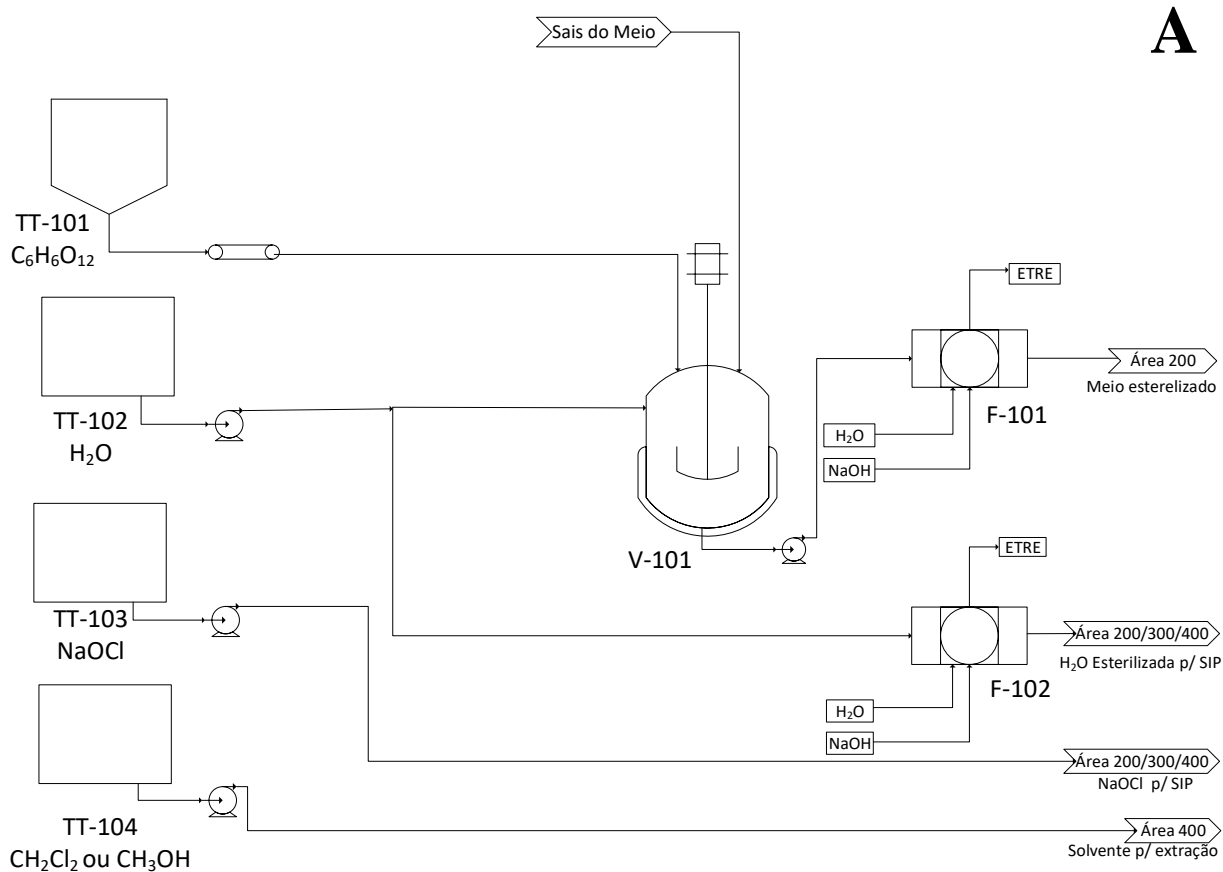 Sais do Meio
A
TT-101
C₆H₆O₁₂
ETRE
Área 200
Meio esterelizado
F-101
H₂O
NaOH
TT-102
H₂O
V-101
TT-103
NaOCl
ETRE
Área 200/300/400
H₂O Esterilizada p/ SIP
F-102
H₂O
NaOH
Área 200/300/400
NaOCl p/ SIP
TT-104
CH₂Cl₂ ou CH₃OH
Área 400
Solvente p/ extração